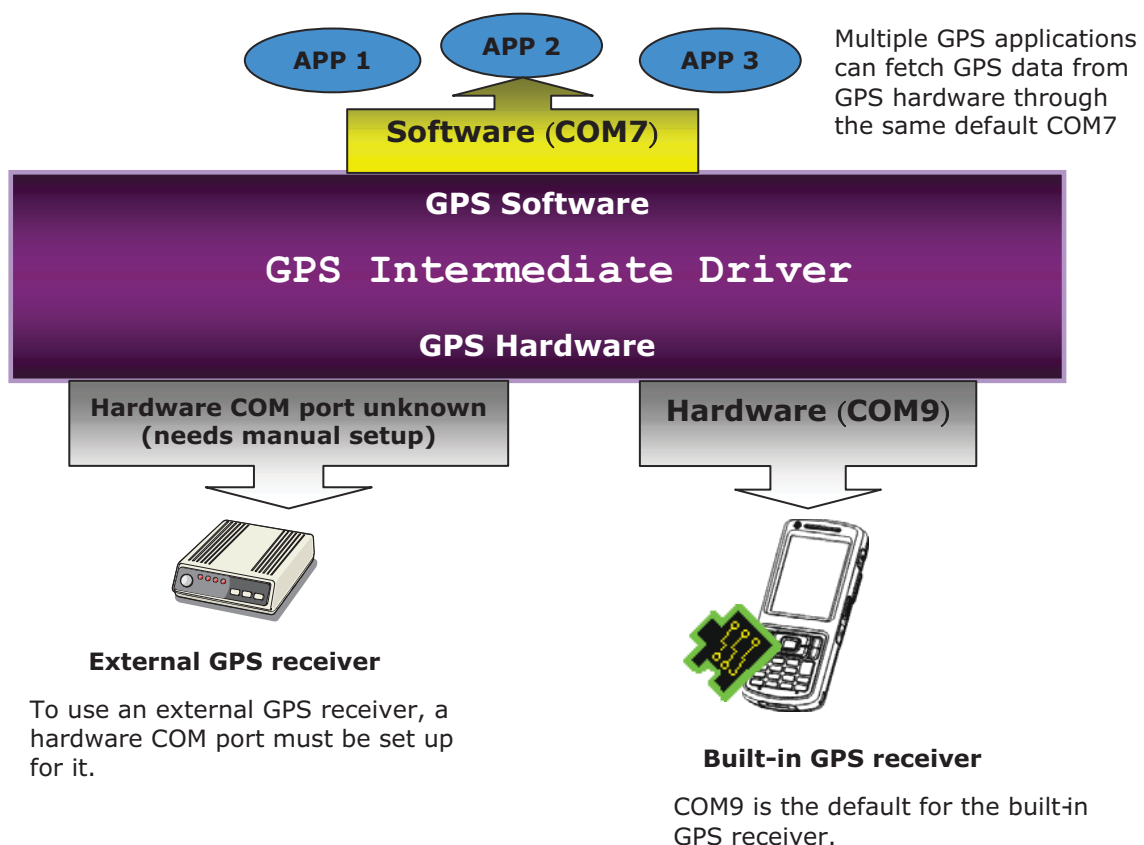 APP 1
APP 2
APP 3
Multiple GPS applications
can fetch GPS data from
GPS hardware through
the same default COM7
Software (COM7)
GPS Software
GPS Intermediate Driver
GPS Hardware
Hardware COM port unknown
(needs manual setup)
Hardware (COM9)
External GPS receiver
To use an external GPS receiver, a
hardware COM port must be set up
for it.
Built-in GPS receiver
COM9 is the default for the built-in
GPS receiver.